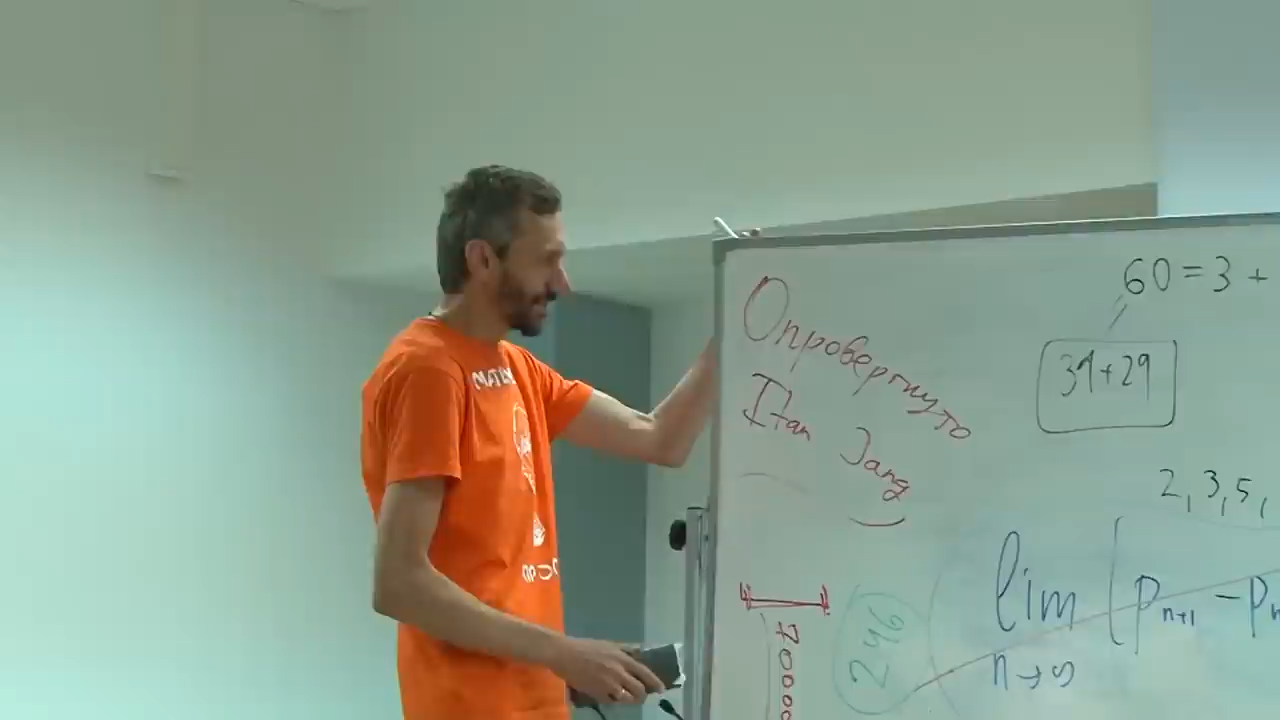 Опровергнуто
Itan Jang
60 = 3 +
31+29
2, 3, 5,
lim (p_{n+1} - p_n
n→∞
246
70000